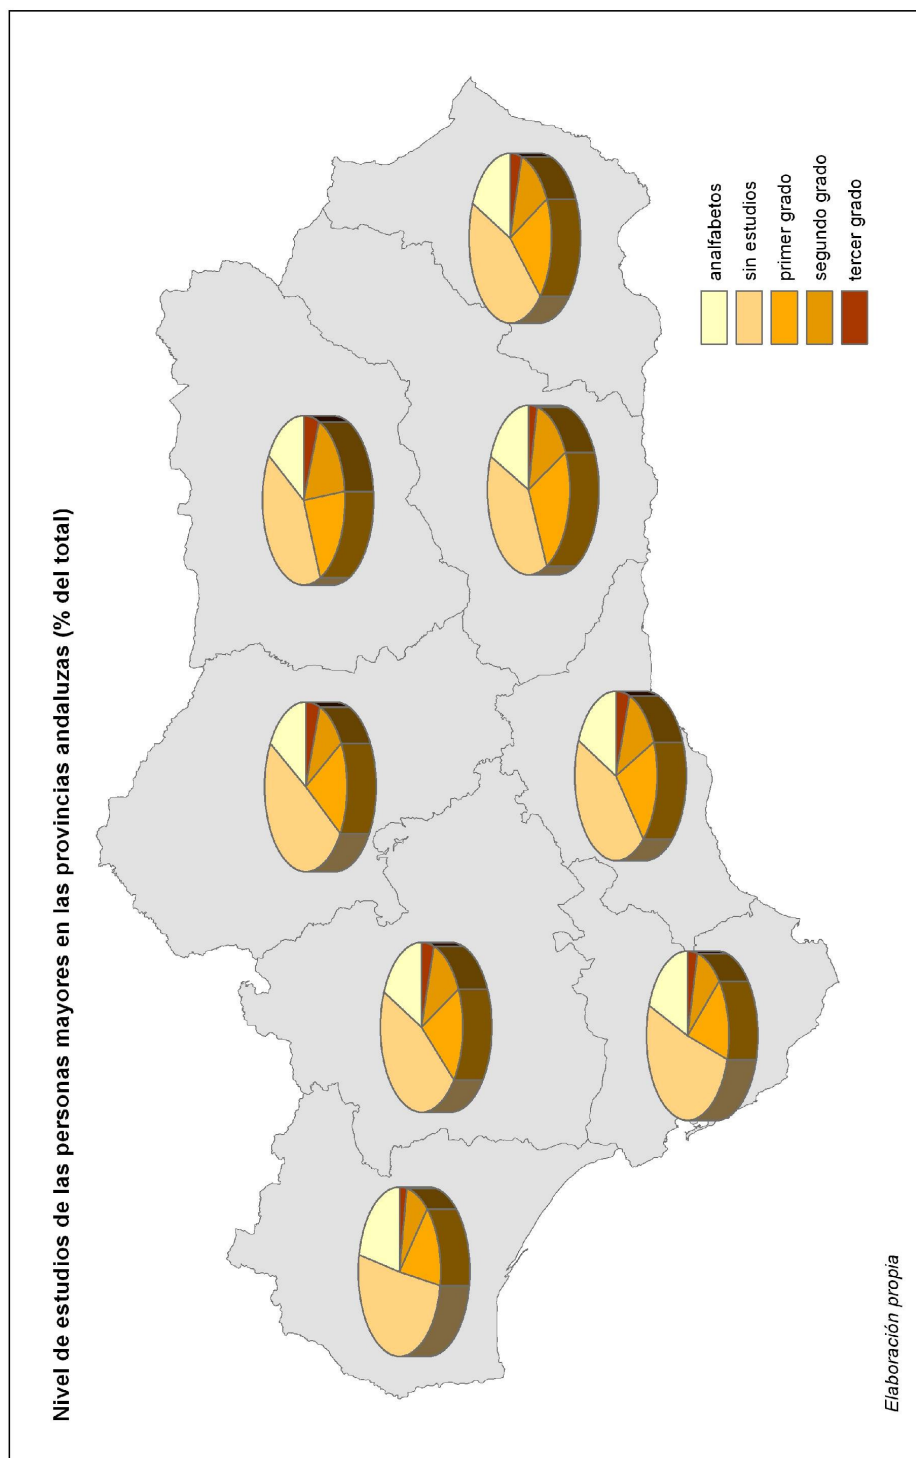 Nivel de estudios de las personas mayores en las provincias andaluzas (% del total)
analfabetos
sin estudios
primer grado
segundo grado
tercer grado
Elaboración propia